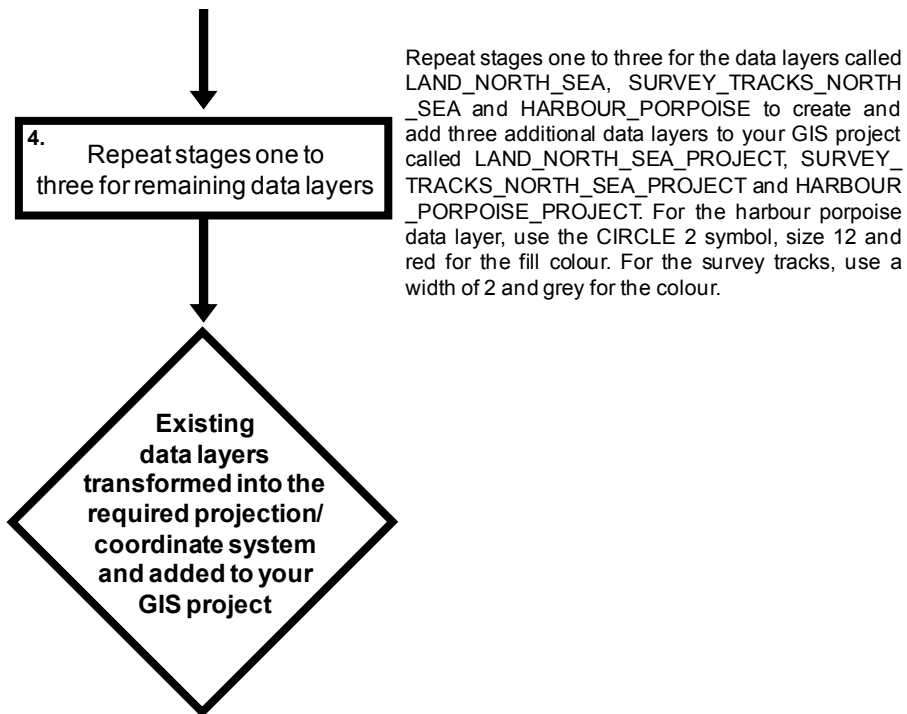 4.
Repeat stages one to
three for remaining data layers
Repeat stages one to three for the data layers called
LAND_NORTH_SEA, SURVEY_TRACKS_NORTH
_SEA and HARBOUR_PORPOISE to create and
add three additional data layers to your GIS project
called LAND_NORTH_SEA_PROJECT, SURVEY_
TRACKS_NORTH_SEA_PROJECT and HARBOUR
_PORPOISE_PROJECT. For the harbour porpoise
data layer, use the CIRCLE 2 symbol, size 12 and
red for the fill colour. For the survey tracks, use a
width of 2 and grey for the colour.
Existing
data layers
transformed into the
required projection/
coordinate system
and added to your
GIS project